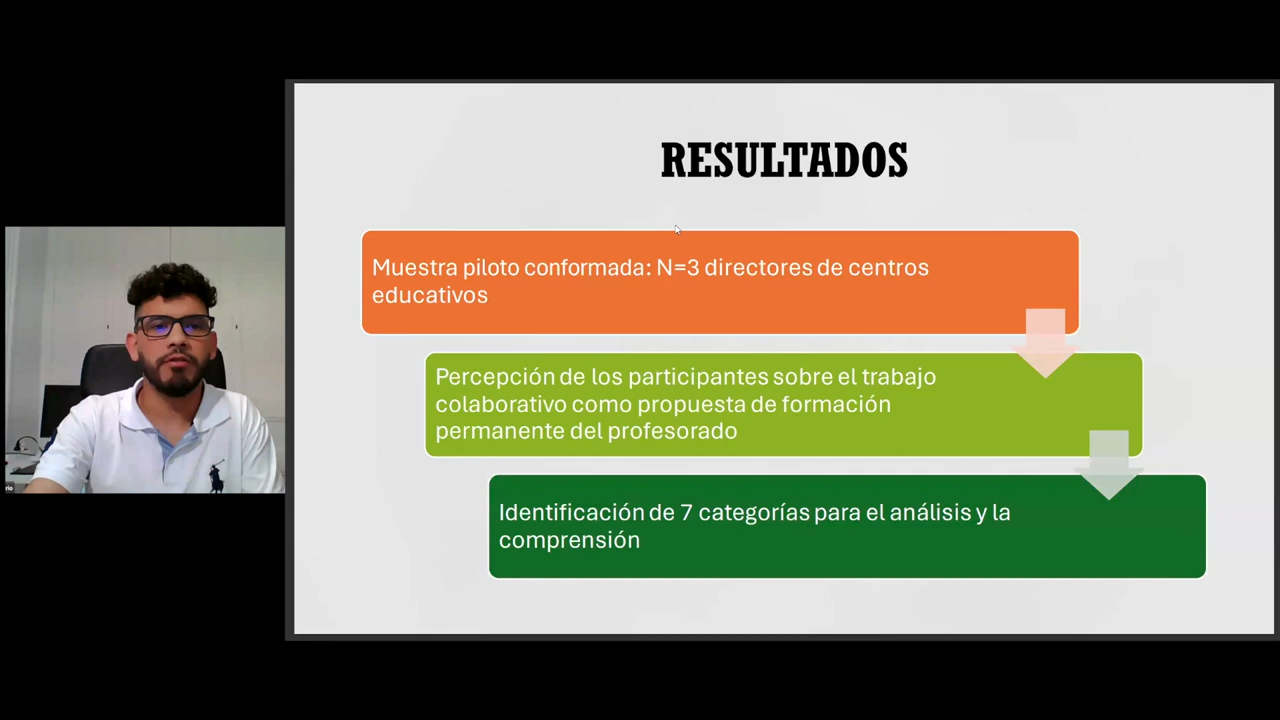 RESULTADOS
Muestra piloto conformada: N=3 directores de centros
educativos
Percepción de los participantes sobre el trabajo
colaborativo como propuesta de formación
permanente del profesorado
Identificación de 7 categorías para el análisis y la
comprensión
rio